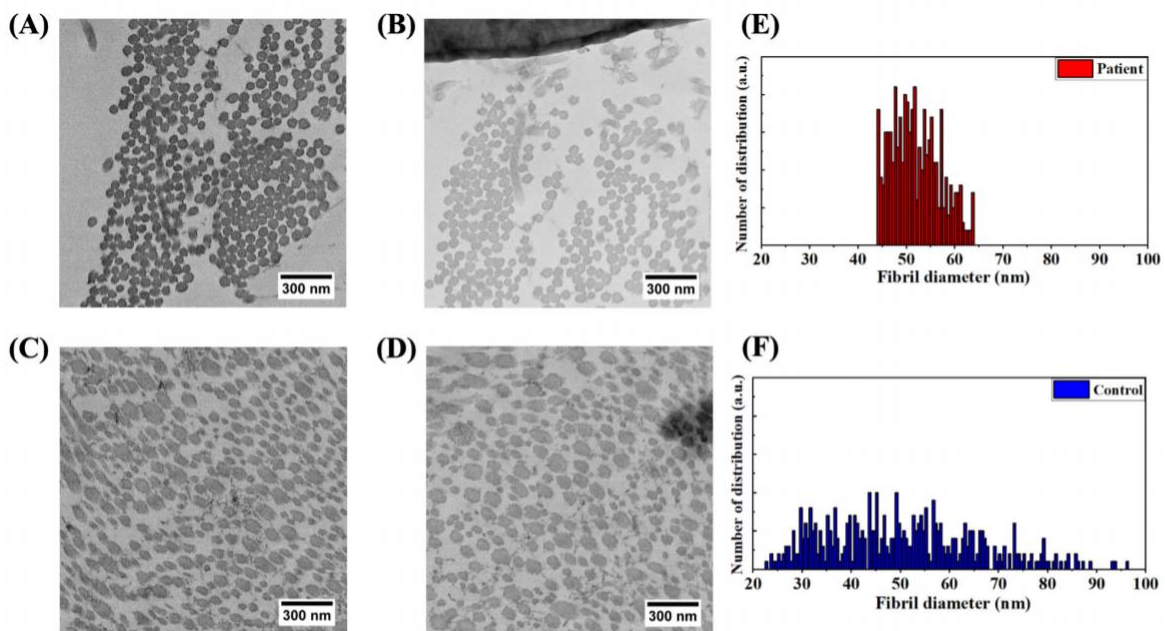 (A)
300 nm
(B)
300 nm
(E)
Patient
Number of distribution (a.u.)
20 30 40 50 60 70 80 90 100
Fibril diameter (nm)
(C)
300 nm
(D)
300 nm
(F)
Control
Number of distribution (a.u.)
20 30 40 50 60 70 80 90 100
Fibril diameter (nm)